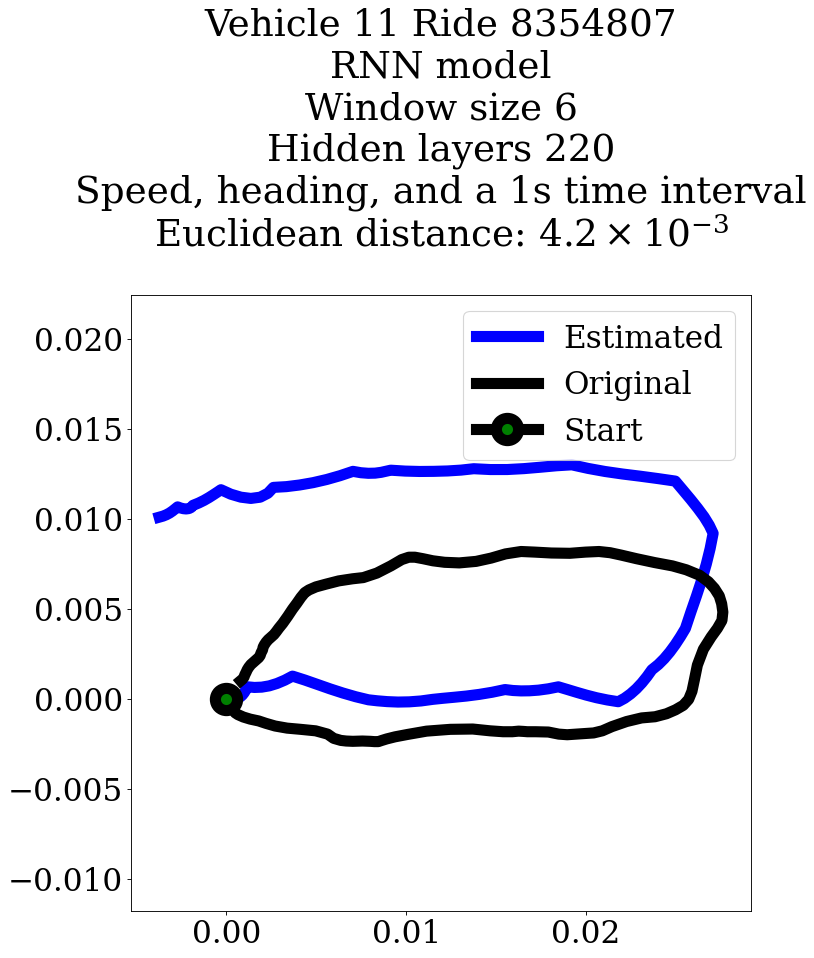 Vehicle 11 Ride 8354807
RNN model
Window size 6
Hidden layers 220
Speed, heading, and a 1s time interval
Euclidean distance: 4.2 × 10⁻³
Estimated
Original
Start
0.020
0.015
0.010
0.005
0.000
−0.005
−0.010
0.00 0.01 0.02